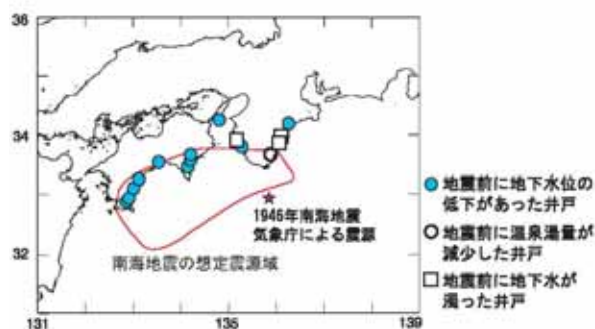 36
34
32
131
133
135
139
1946年南海地震
気象庁による震源
南海地震の想定震源域
地震前に地下水位の
低下があった井戸
地震前に温泉湯量が
減少した井戸
地震前に地下水が
濁った井戸